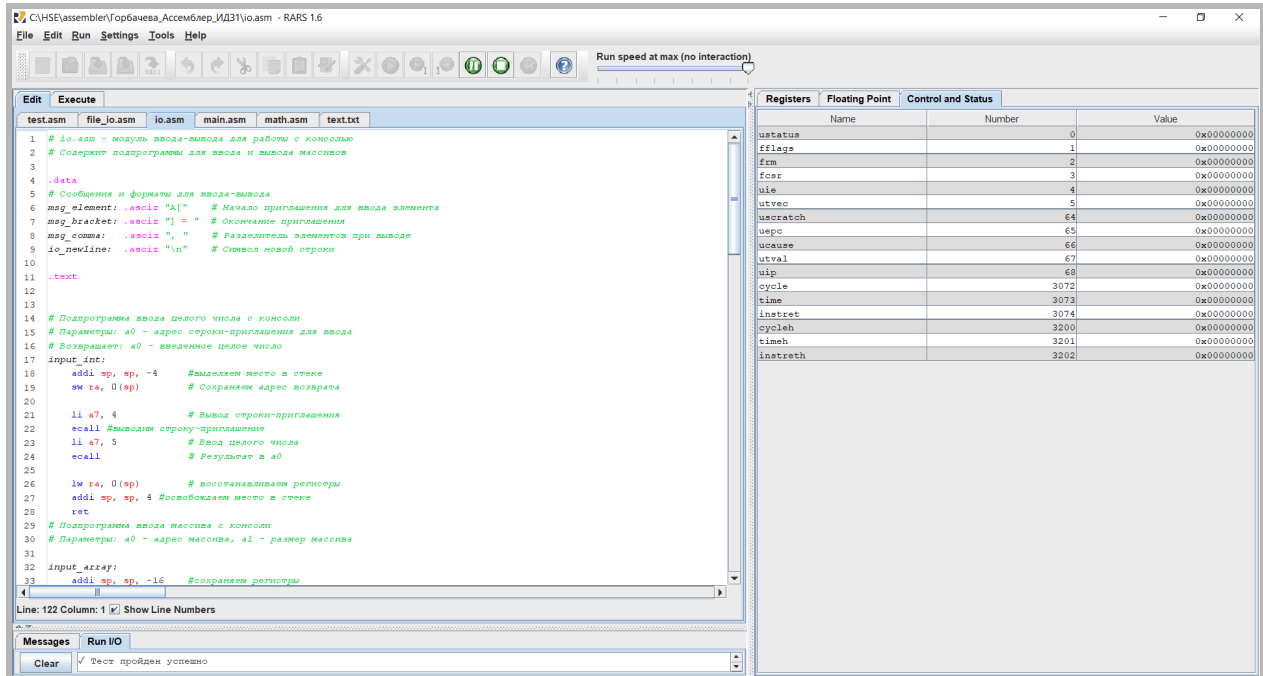 C:\HSE\assembler\Горбачева_Ассемблер_ИД31\io.asm - RARS 1.6
File Edit Run Settings Tools Help
Run speed at max (no interaction)
Edit Execute
test.asm file_io.asm io.asm main.asm math.asm text.txt
1 # io.asm - модуль ввода-вывода для работы с консолью
2 # Содержит подпрограммы для ввода и вывода массивов
3
4 .data
5 # Сообщения и форматы для ввода-вывода
6 msg_element: .asciz "A[" # Начало приглашения для ввода элемента
7 msg_bracket: .asciz "] = " # Окончание приглашения
8 msg_comma: .asciz ", " # Разделитель элементов при выводе
9 io_newline: .asciz "\n" # Символ новой строки
10
11 .text
12
13
14 # Подпрограмма ввода целого числа с консоли
15 # Параметры: a0 - адрес строки-приглашения для ввода
16 # Возвращает: a0 - введенное целое число
17 input_int:
18 addi sp, sp, -4 #выделяем место в стеке
19 sw ra, 0(sp) # Сохраняем адрес возврата
20
21 li a7, 4 # Вывод строки-приглашения
22 ecall #выводим строку-приглашение
23 li a7, 5 # Ввод целого числа
24 ecall # Результат в a0
25
26 lw ra, 0(sp) # восстанавливаем регистры
27 addi sp, sp, 4 #освобождаем место в стеке
28 ret
29 # Подпрограмма ввода массива с консоли
30 # Параметры: a0 - адрес массива, a1 - размер массива
31
32 input_array:
33 addi sp, sp, -16 #сохраняем регистры
Line: 122 Column: 1 Show Line Numbers
Messages Run I/O
Clear
✓ Тест пройден успешно
Registers Floating Point Control and Status
Name Number Value
ustatus 0 0x00000000
fflags 1 0x00000000
frm 2 0x00000000
fcsr 3 0x00000000
uie 4 0x00000000
utvec 5 0x00000000
uscratch 64 0x00000000
uepc 65 0x00000000
ucause 66 0x00000000
utval 67 0x00000000
uip 68 0x00000000
cycle 3072 0x00000000
time 3073 0x00000000
instret 3074 0x00000000
cycleh 3200 0x00000000
timeh 3201 0x00000000
instreth 3202 0x00000000